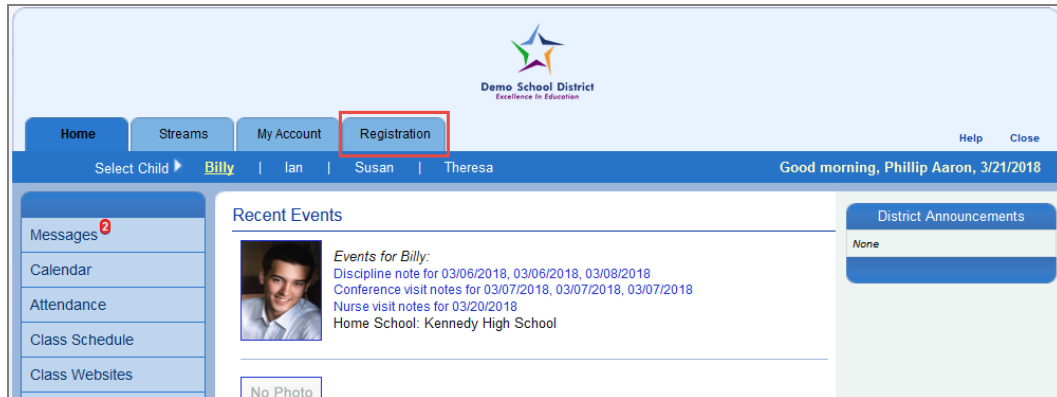 Demo School District
Excellence In Education
Home Streams My Account Registration Help Close
Select Child Billy | Ian | Susan | Theresa Good morning, Phillip Aaron, 3/21/2018
Messages 2
Calendar
Attendance
Class Schedule
Class Websites
Recent Events
Events for Billy:
Discipline note for 03/06/2018, 03/06/2018, 03/08/2018
Conference visit notes for 03/07/2018, 03/07/2018, 03/07/2018
Nurse visit notes for 03/20/2018
Home School: Kennedy High School
No Photo
District Announcements
None